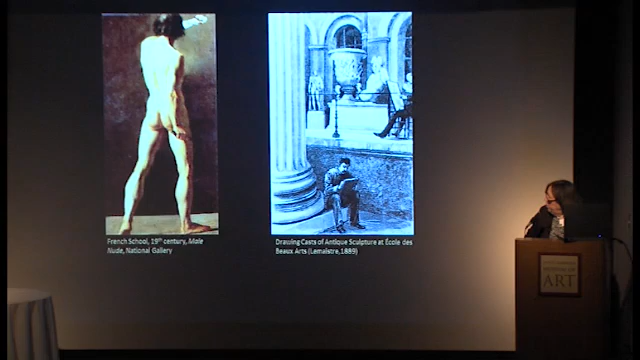 French School, 19th century, Male
Nude, National Gallery
Drawing Casts of Antique Sculpture at École des
Beaux Arts (Lemaistre,1889)
ART